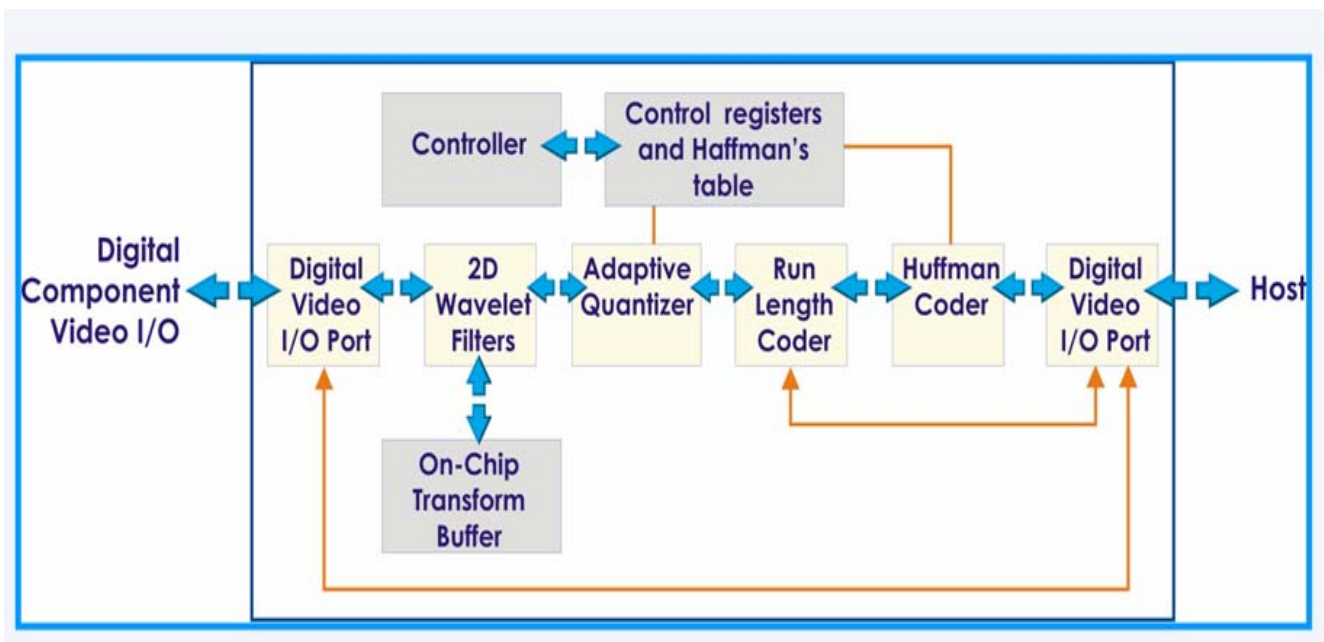 Controller
Control registers
and Haffman's
table
Digital
Component
Video I/O
Digital
Video
I/O Port
2D
Wavelet
Filters
Adaptive
Quantizer
Run
Length
Coder
Huffman
Coder
Digital
Video
I/O Port
Host
On-Chip
Transform
Buffer